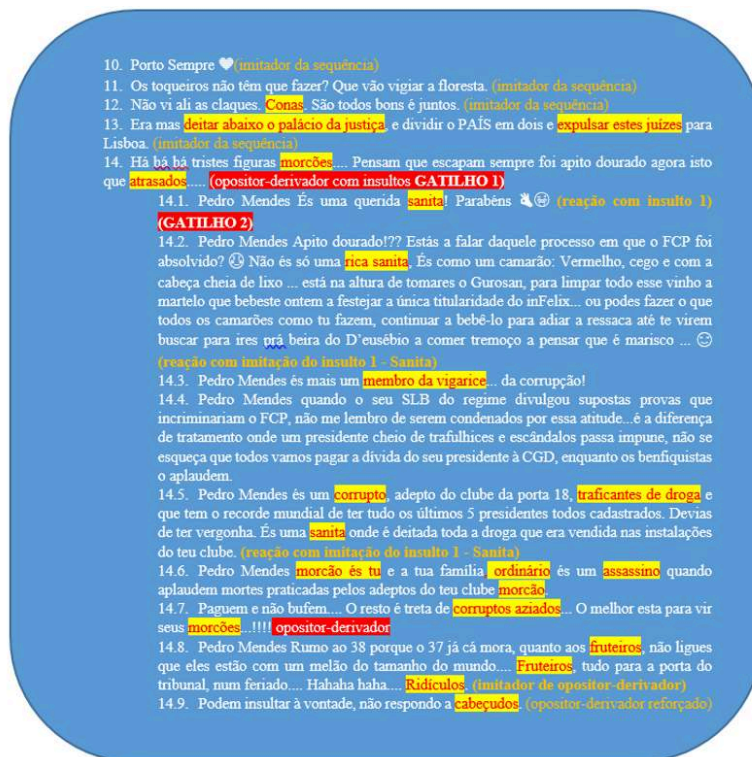 10. Porto Sempre 🖤(imitador da sequência)
11. Os toqueiros não têm que fazer? Que vão vigiar a floresta. (imitador da sequência)
12. Não vi ali as claques. Conas. São todos bons é juntos. (imitador da sequência)
13. Era mas deitar abaixo o palácio da justiça. e dividir o PAÍS em dois e expulsar estes juízes para
Lisboa. (imitador da sequência)
14. Há bá bá tristes figuras morcões.... Pensam que escapam sempre foi apito dourado agora isto
que atrasados..... (opositor-derivador com insultos GATILHO 1)
14.1. Pedro Mendes És uma querida sanita! Parabéns (reação com insulto 1)
(GATILHO 2)
14.2. Pedro Mendes Apito dourado!?? Estás a falar daquele processo em que o FCP foi
absolvido? Não és só uma rica sanita, És como um camarão: Vermelho, cego e com a
cabeça cheia de lixo ... está na altura de tomares o Gurosan, para limpar todo esse vinho a
martelo que bebeste ontem a festejar a única titularidade do inFelix... ou podes fazer o que
todos os camarões como tu fazem, continuar a bebê-lo para adiar a ressaca até te virem
buscar para ires prá beira do D'eusébio a comer tremoço a pensar que é marisco ...
(reação com imitação do insulto 1 - Sanita)
14.3. Pedro Mendes és mais um membro da vigarice... da corrupção!
14.4. Pedro Mendes quando o seu SLB do regime divulgou supostas provas que
incriminariam o FCP, não me lembro de serem condenados por essa atitude...é a diferença
de tratamento onde um presidente cheio de trafulhices e escândalos passa impune, não se
esqueça que todos vamos pagar a dívida do seu presidente à CGD, enquanto os benfiquistas
o aplaudem.
14.5. Pedro Mendes és um corrupto, adepto do clube da porta 18, traficantes de droga e
que tem o recorde mundial de ter tudo os últimos 5 presidentes todos cadastrados. Devias
de ter vergonha. És uma sanita onde é deitada toda a droga que era vendida nas instalações
do teu clube. (reação com imitação do insulto 1 - Sanita)
14.6. Pedro Mendes morcão és tu e a tua família, ordinário és um assassino quando
aplaudem mortes praticadas pelos adeptos do teu clube morcão.
14.7. Paguem e não bufem.... O resto é treta de corruptos aziados... O melhor esta para vir
seus morcões...!!!! opositor-derivador
14.8. Pedro Mendes Rumo ao 38 porque o 37 já cá mora, quanto aos fruteiros, não ligues
que eles estão com um melão do tamanho do mundo.... Fruteiros, tudo para a porta do
tribunal, num feriado.... Hahaha haha.... Ridículos. (imitador de opositor-derivador)
14.9. Podem insultar à vontade, não respondo a cabeçudos. (opositor-derivador reforçado)